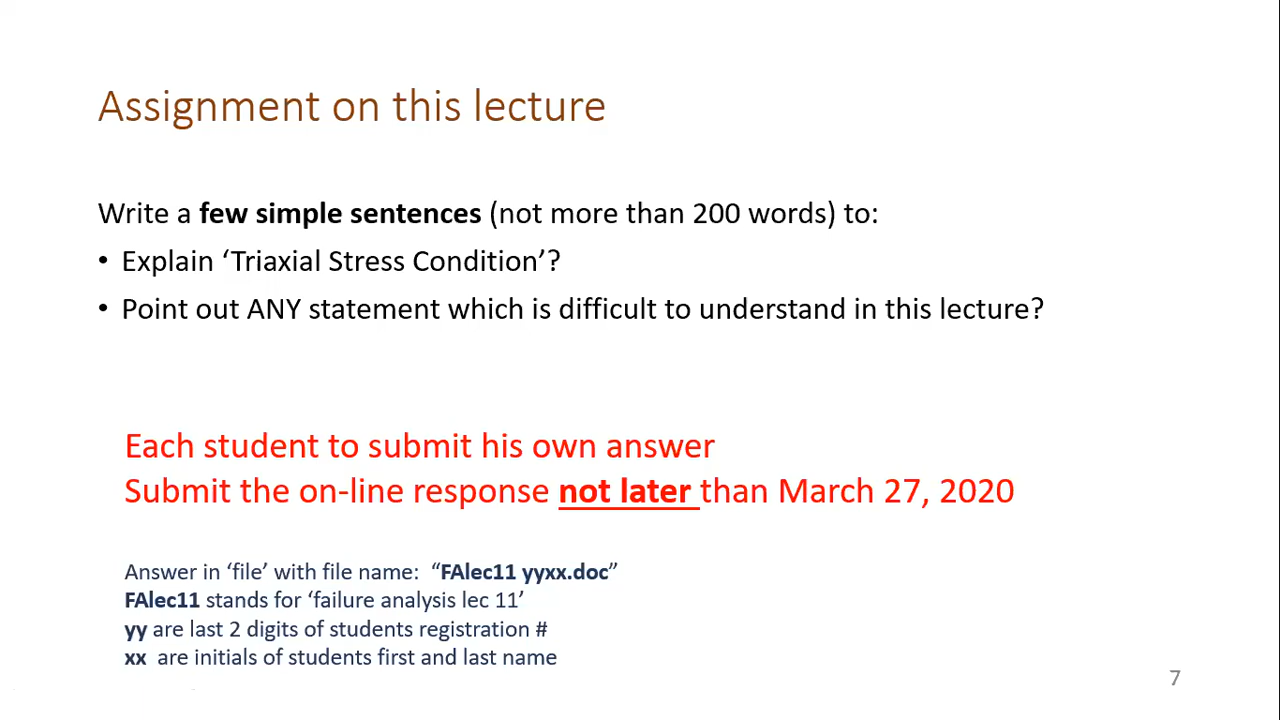 Assignment on this lecture
Write a few simple sentences (not more than 200 words) to:
• Explain ‘Triaxial Stress Condition’?
• Point out ANY statement which is difficult to understand in this lecture?
Each student to submit his own answer
Submit the on-line response not later than March 27, 2020
Answer in ‘file’ with file name: “FAlec11 yyxx.doc”
FAlec11 stands for ‘failure analysis lec 11’
yy are last 2 digits of students registration #
xx are initials of students first and last name
7